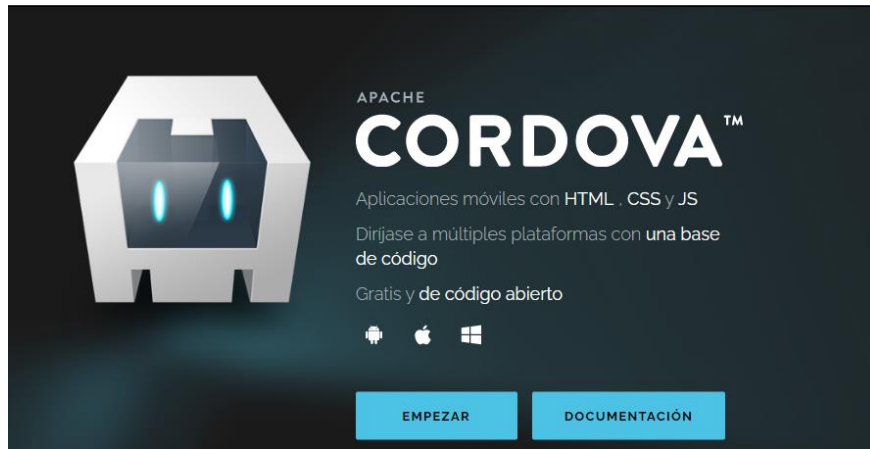 APACHE
CORDOVA™
Aplicaciones móviles con HTML , CSS y JS
Diríjase a múltiples plataformas con una base
de código
Gratis y de código abierto
EMPEZAR
DOCUMENTACIÓN